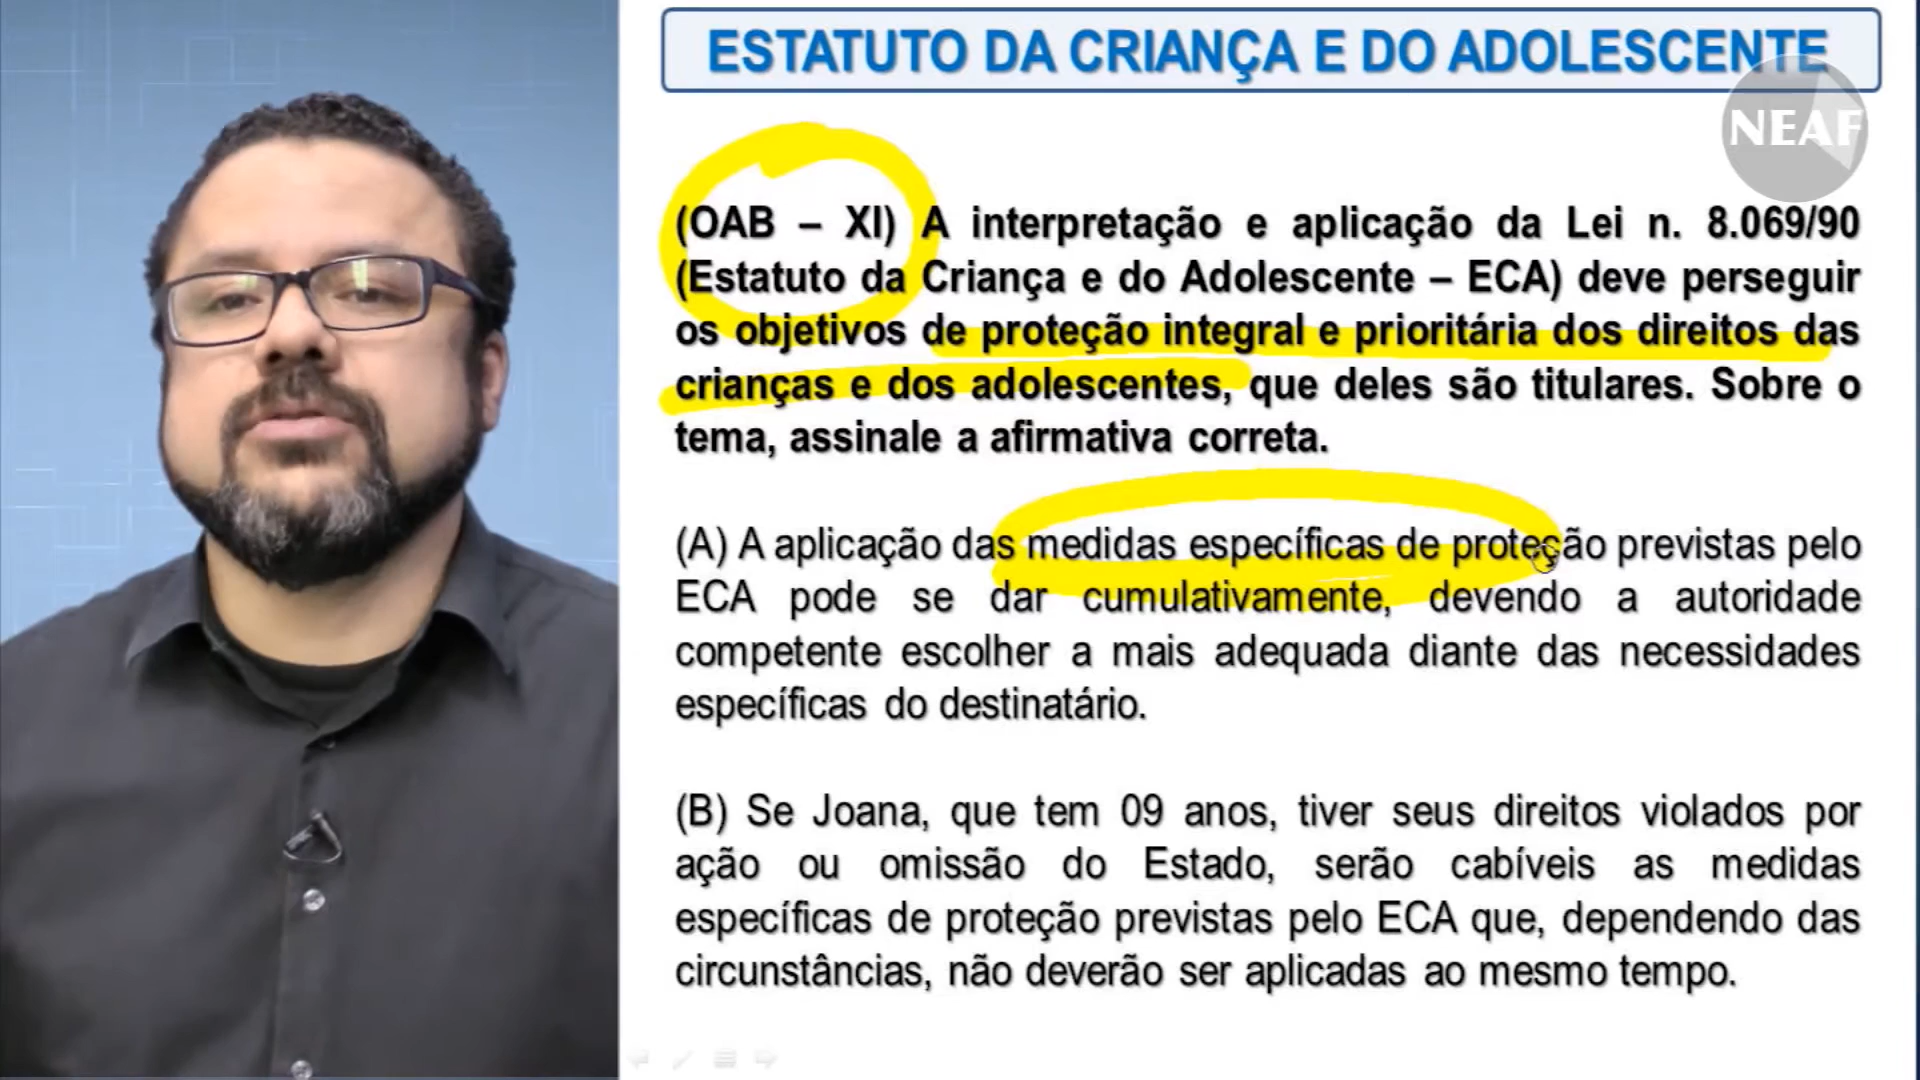 ESTATUTO DA CRIANÇA E DO ADOLESCENTE
NEAF
(OAB – XI) A interpretação e aplicação da Lei n. 8.069/90
(Estatuto da Criança e do Adolescente – ECA) deve perseguir
os objetivos de proteção integral e prioritária dos direitos das
crianças e dos adolescentes, que deles são titulares. Sobre o
tema, assinale a afirmativa correta.
(A) A aplicação das medidas específicas de proteção previstas pelo
ECA pode se dar cumulativamente, devendo a autoridade
competente escolher a mais adequada diante das necessidades
específicas do destinatário.
(B) Se Joana, que tem 09 anos, tiver seus direitos violados por
ação ou omissão do Estado, serão cabíveis as medidas
específicas de proteção previstas pelo ECA que, dependendo das
circunstâncias, não deverão ser aplicadas ao mesmo tempo.